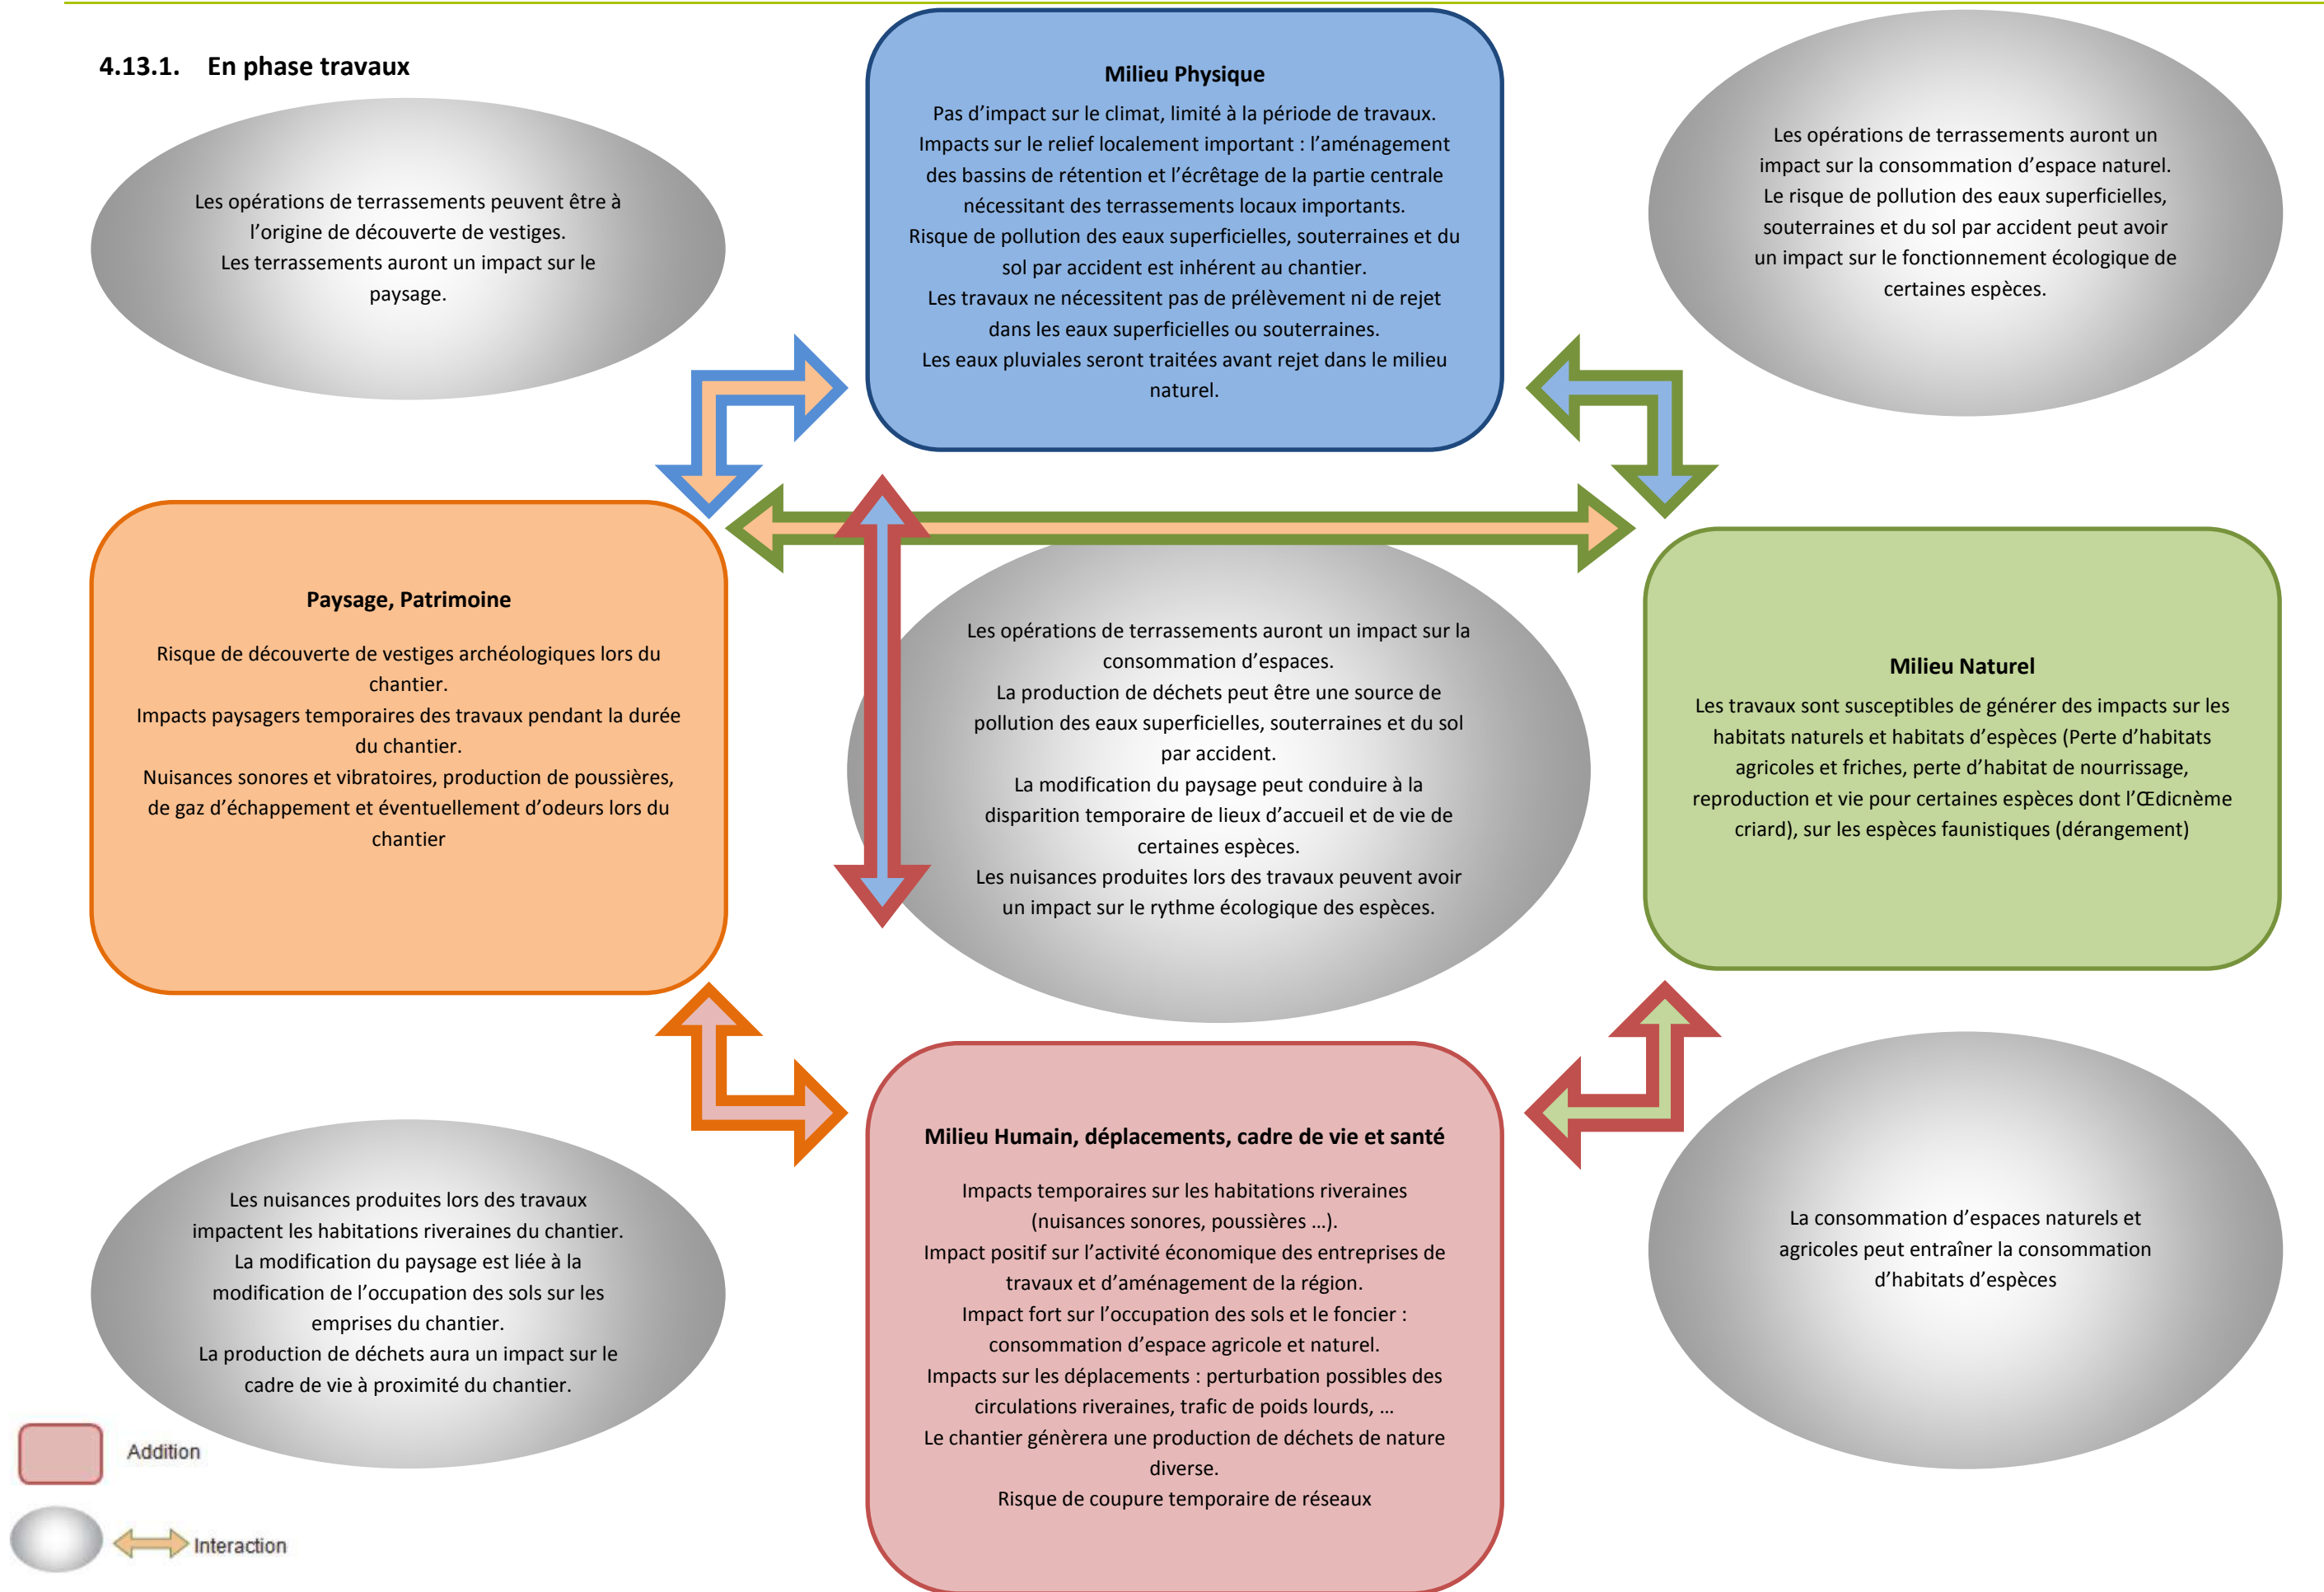 4.13.1. En phase travaux
Les opérations de terrassements peuvent être à
l’origine de découverte de vestiges.
Les terrassements auront un impact sur le
paysage.
Milieu Physique
Pas d’impact sur le climat, limité à la période de travaux.
Impacts sur le relief localement important : l’aménagement
des bassins de rétention et l’écrêtage de la partie centrale
nécessitant des terrassements locaux importants.
Risque de pollution des eaux superficielles, souterraines et du
sol par accident est inhérent au chantier.
Les travaux ne nécessitent pas de prélèvement ni de rejet
dans les eaux superficielles ou souterraines.
Les eaux pluviales seront traitées avant rejet dans le milieu
naturel.
Les opérations de terrassements auront un
impact sur la consommation d’espace naturel.
Le risque de pollution des eaux superficielles,
souterraines et du sol par accident peut avoir
un impact sur le fonctionnement écologique de
certaines espèces.
Paysage, Patrimoine
Risque de découverte de vestiges archéologiques lors du
chantier.
Impacts paysagers temporaires des travaux pendant la durée
du chantier.
Nuisances sonores et vibratoires, production de poussières,
de gaz d’échappement et éventuellement d’odeurs lors du
chantier
Les opérations de terrassements auront un impact sur la
consommation d’espaces.
La production de déchets peut être une source de
pollution des eaux superficielles, souterraines et du sol
par accident.
La modification du paysage peut conduire à la
disparition temporaire de lieux d’accueil et de vie de
certaines espèces.
Les nuisances produites lors des travaux peuvent avoir
un impact sur le rythme écologique des espèces.
Milieu Naturel
Les travaux sont susceptibles de générer des impacts sur les
habitats naturels et habitats d’espèces (Perte d’habitats
agricoles et friches, perte d’habitat de nourrissage,
reproduction et vie pour certaines espèces dont l’Œdicnème
criard), sur les espèces faunistiques (dérangement)
Les nuisances produites lors des travaux
impactent les habitations riveraines du chantier.
La modification du paysage est liée à la
modification de l’occupation des sols sur les
emprises du chantier.
La production de déchets aura un impact sur le
cadre de vie à proximité du chantier.
Milieu Humain, déplacements, cadre de vie et santé
Impacts temporaires sur les habitations riveraines
(nuisances sonores, poussières …).
Impact positif sur l’activité économique des entreprises de
travaux et d’aménagement de la région.
Impact fort sur l’occupation des sols et le foncier :
consommation d’espace agricole et naturel.
Impacts sur les déplacements : perturbation possibles des
circulations riveraines, trafic de poids lourds, …
Le chantier génèrera une production de déchets de nature
diverse.
Risque de coupure temporaire de réseaux
La consommation d’espaces naturels et
agricoles peut entraîner la consommation
d’habitats d’espèces
Addition
Interaction